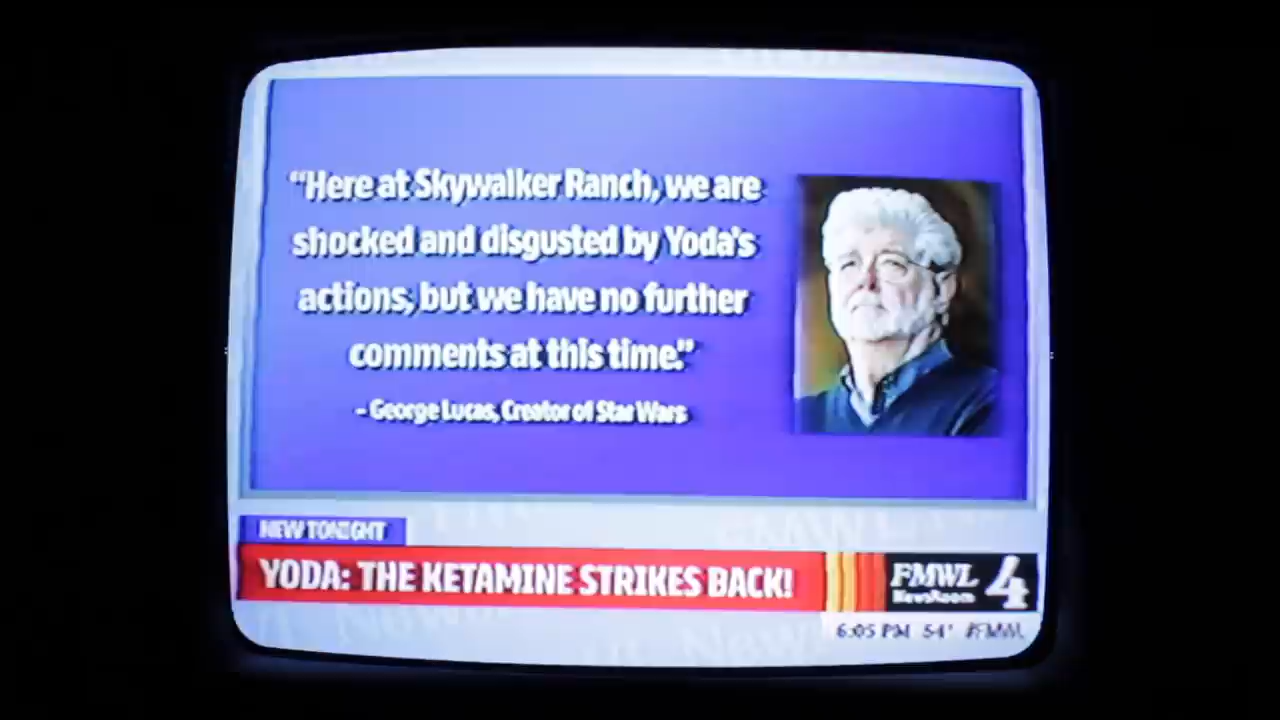 “Here at Skywalker Ranch, we are
shocked and disgusted by Yoda’s
actions, but we have no further
comments at this time.”
– George Lucas, Creator of Star Wars
NEW TONIGHT
YODA: THE KETAMINE STRIKES BACK!
FMWL 4
NewsRoom
6:05 PM 54° #FMWL